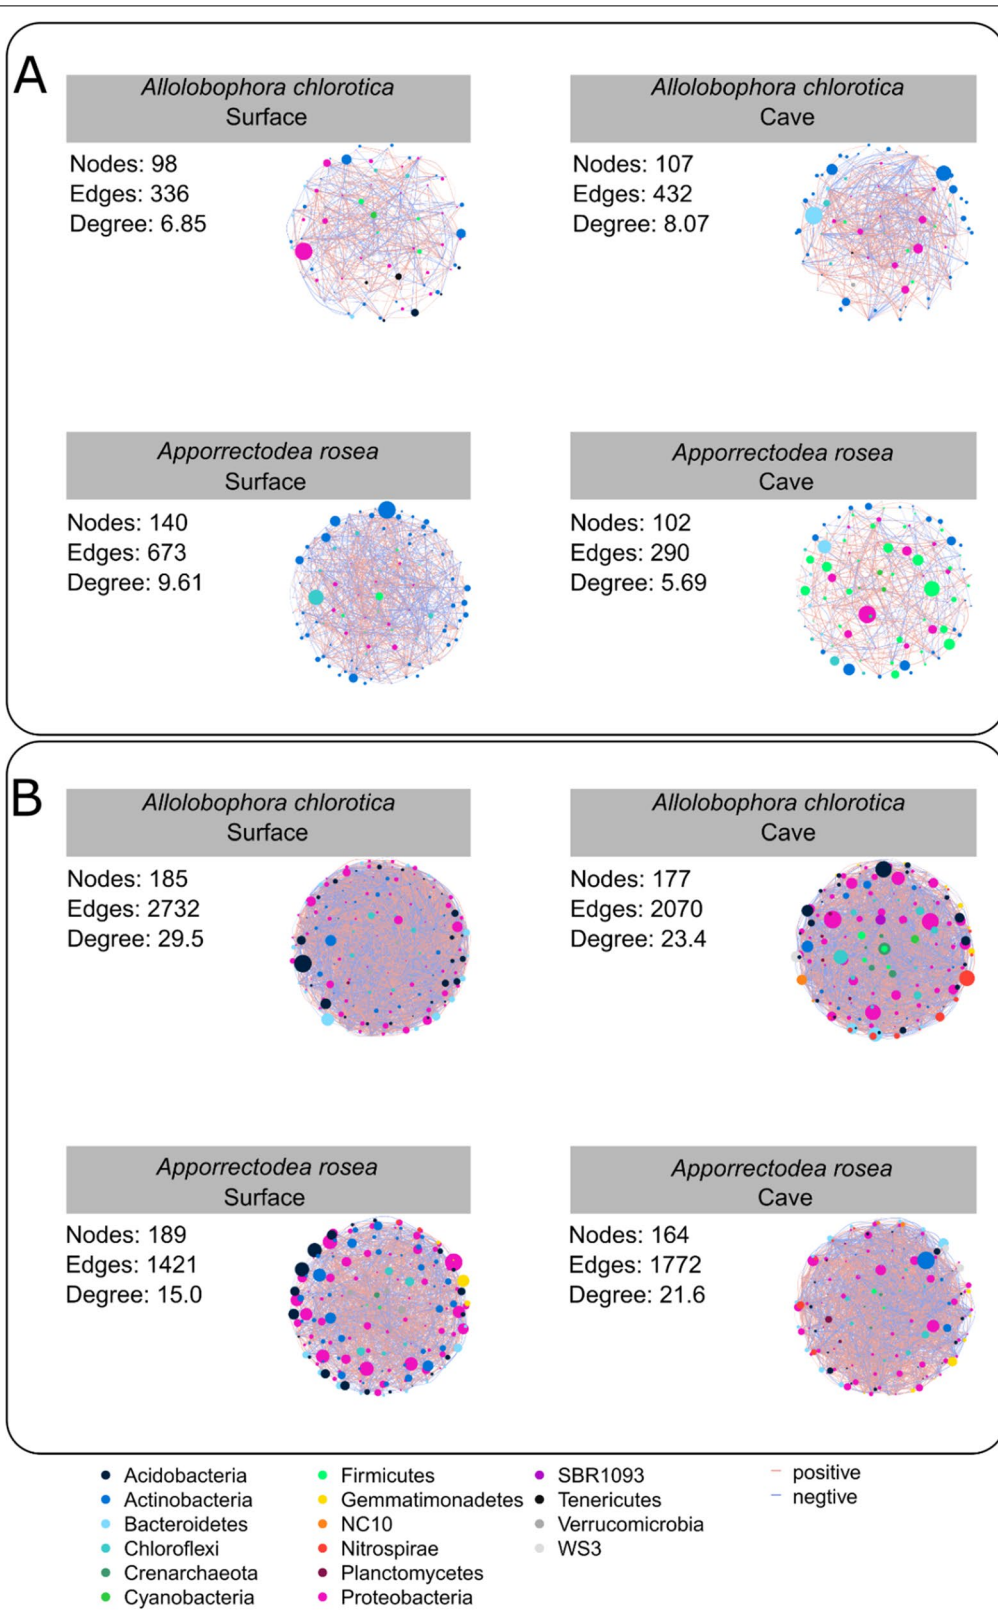 A
Allolobophora chlorotica
Surface
Nodes: 98
Edges: 336
Degree: 6.85
Allolobophora chlorotica
Cave
Nodes: 107
Edges: 432
Degree: 8.07
Apporrectodea rosea
Surface
Nodes: 140
Edges: 673
Degree: 9.61
Apporrectodea rosea
Cave
Nodes: 102
Edges: 290
Degree: 5.69
B
Allolobophora chlorotica
Surface
Nodes: 185
Edges: 2732
Degree: 29.5
Allolobophora chlorotica
Cave
Nodes: 177
Edges: 2070
Degree: 23.4
Apporrectodea rosea
Surface
Nodes: 189
Edges: 1421
Degree: 15.0
Apporrectodea rosea
Cave
Nodes: 164
Edges: 1772
Degree: 21.6
Acidobacteria
Actinobacteria
Bacteroidetes
Chloroflexi
Crenarchaeota
Cyanobacteria
Firmicutes
Gemmatimonadetes
NC10
Nitrospirae
Planctomycetes
Proteobacteria
SBR1093
Tenericutes
Verrucomicrobia
WS3
positive
negtive